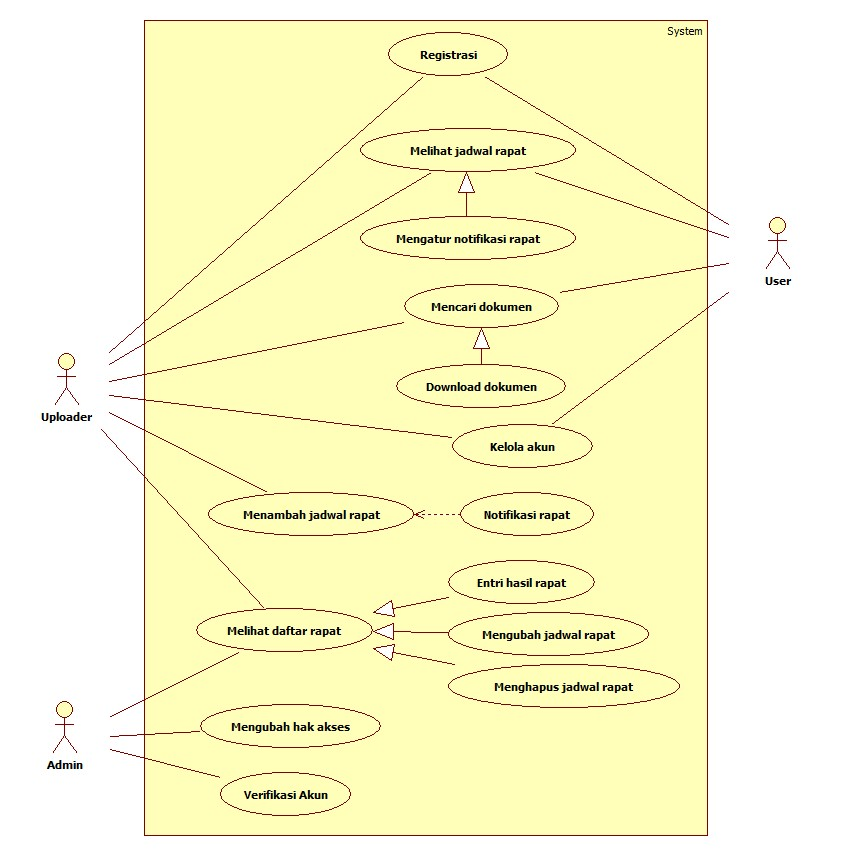 System
Registrasi
Melihat jadwal rapat
Mengatur notifikasi rapat
User
Mencari dokumen
Download dokumen
Uploader
Kelola akun
Menambah jadwal rapat
Notifikasi rapat
Entri hasil rapat
Melihat daftar rapat
Mengubah jadwal rapat
Menghapus jadwal rapat
Mengubah hak akses
Admin
Verifikasi Akun